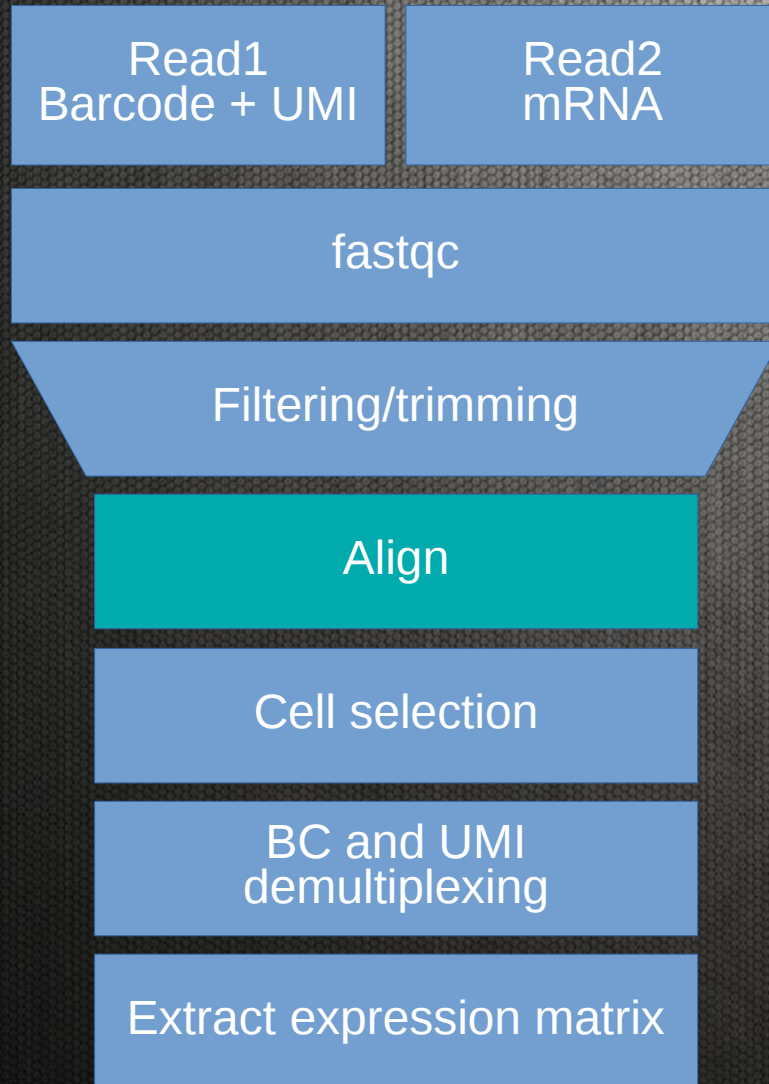 Read1
Barcode + UMI
Read2
mRNA
fastqc
Filtering/trimming
Align
Cell selection
BC and UMI
demultiplexing
Extract expression matrix